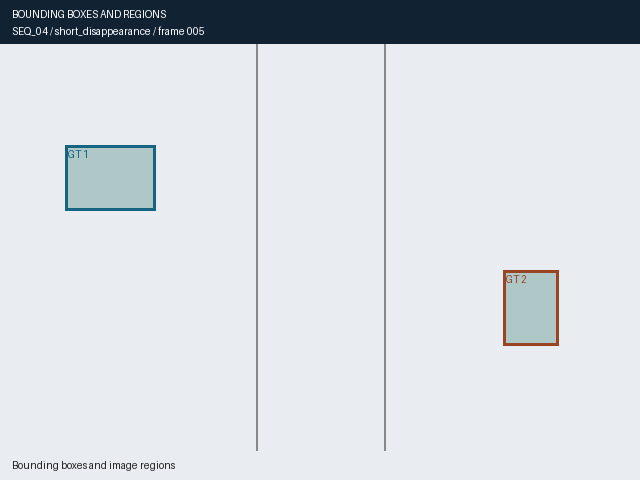 BOUNDING BOXES AND REGIONS
SEQ_04 / short_disappearance / frame 005
GT1
GT2
Bounding boxes and image regions